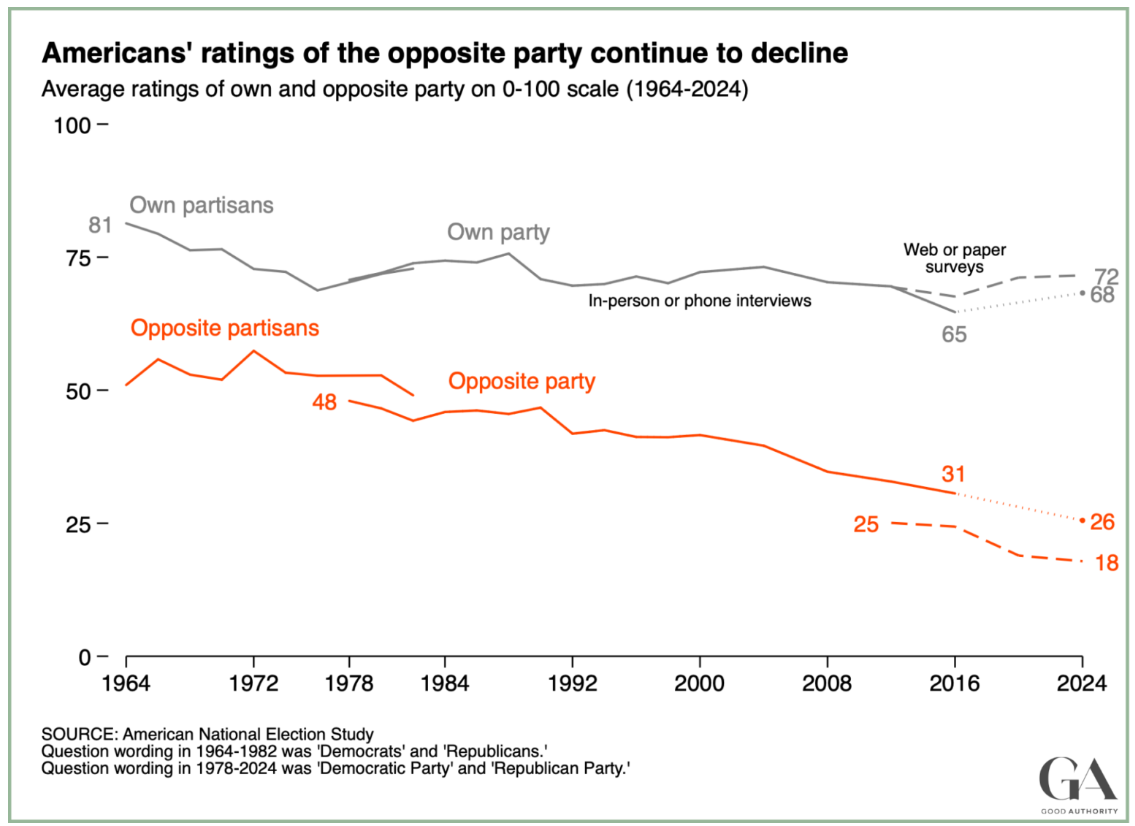 Americans' ratings of the opposite party continue to decline
Average ratings of own and opposite party on 0-100 scale (1964-2024)
100
Own partisans
81
Own party
75
Web or paper
surveys
72
68
In-person or phone interviews
65
Opposite partisans
50
Opposite party
48
31
25
25
26
18
0
1964 1972 1978 1984 1992 2000 2008 2016 2024
SOURCE: American National Election Study
Question wording in 1964-1982 was 'Democrats' and 'Republicans.'
Question wording in 1978-2024 was 'Democratic Party' and 'Republican Party.'
GA
GOOD AUTHORITY